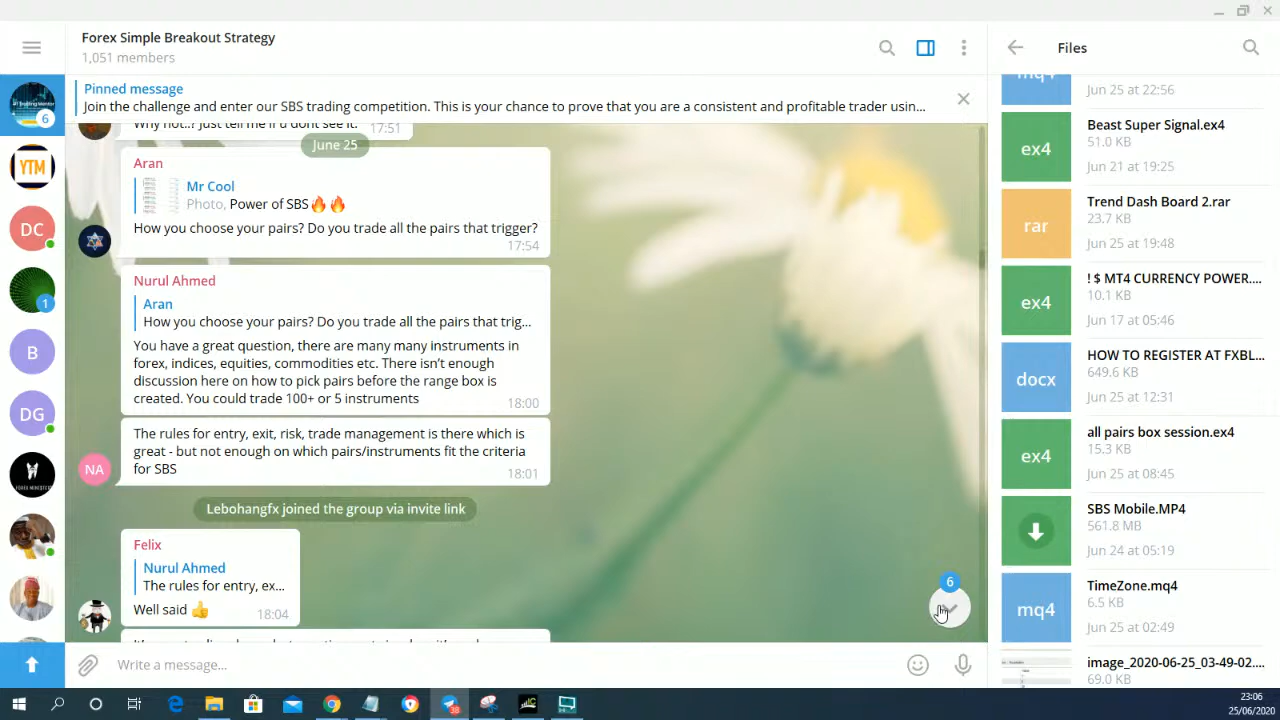 Forex Simple Breakout Strategy
1,051 members
Pinned message
Join the challenge and enter our SBS trading competition. This is your chance to prove that you are a consistent and profitable trader usin...
Why not..? Just tell me if u dont see it.
17:51
June 25
Aran
Mr Cool
Photo, Power of SBS🔥🔥
How you choose your pairs? Do you trade all the pairs that trigger?
17:54
Nurul Ahmed
Aran
How you choose your pairs? Do you trade all the pairs that trig...
You have a great question, there are many many instruments in
forex, indices, equities, commodities etc. There isn't enough
discussion here on how to pick pairs before the range box is
created. You could trade 100+ or 5 instruments
18:00
The rules for entry, exit, risk, trade management is there which is
great - but not enough on which pairs/instruments fit the criteria
for SBS
18:01
NA
Lebohangfx joined the group via invite link
Felix
Nurul Ahmed
The rules for entry, ex...
Well said 👍
18:04
6
Write a message...
6
YTM
DC
1
B
DG
Files
mq4
Jun 25 at 22:56
ex4
Beast Super Signal.ex4
51.0 KB
Jun 21 at 19:25
rar
Trend Dash Board 2.rar
23.7 KB
Jun 25 at 19:48
ex4
! $ MT4 CURRENCY POWER....
10.1 KB
Jun 17 at 05:46
docx
HOW TO REGISTER AT FXBL...
649.6 KB
Jun 25 at 12:31
ex4
all pairs box session.ex4
15.3 KB
Jun 25 at 08:45
SBS Mobile.MP4
561.8 MB
Jun 24 at 05:19
mq4
TimeZone.mq4
6.5 KB
Jun 25 at 02:49
image_2020-06-25_03-49-02....
69.0 KB
38
23:06
25/06/2020